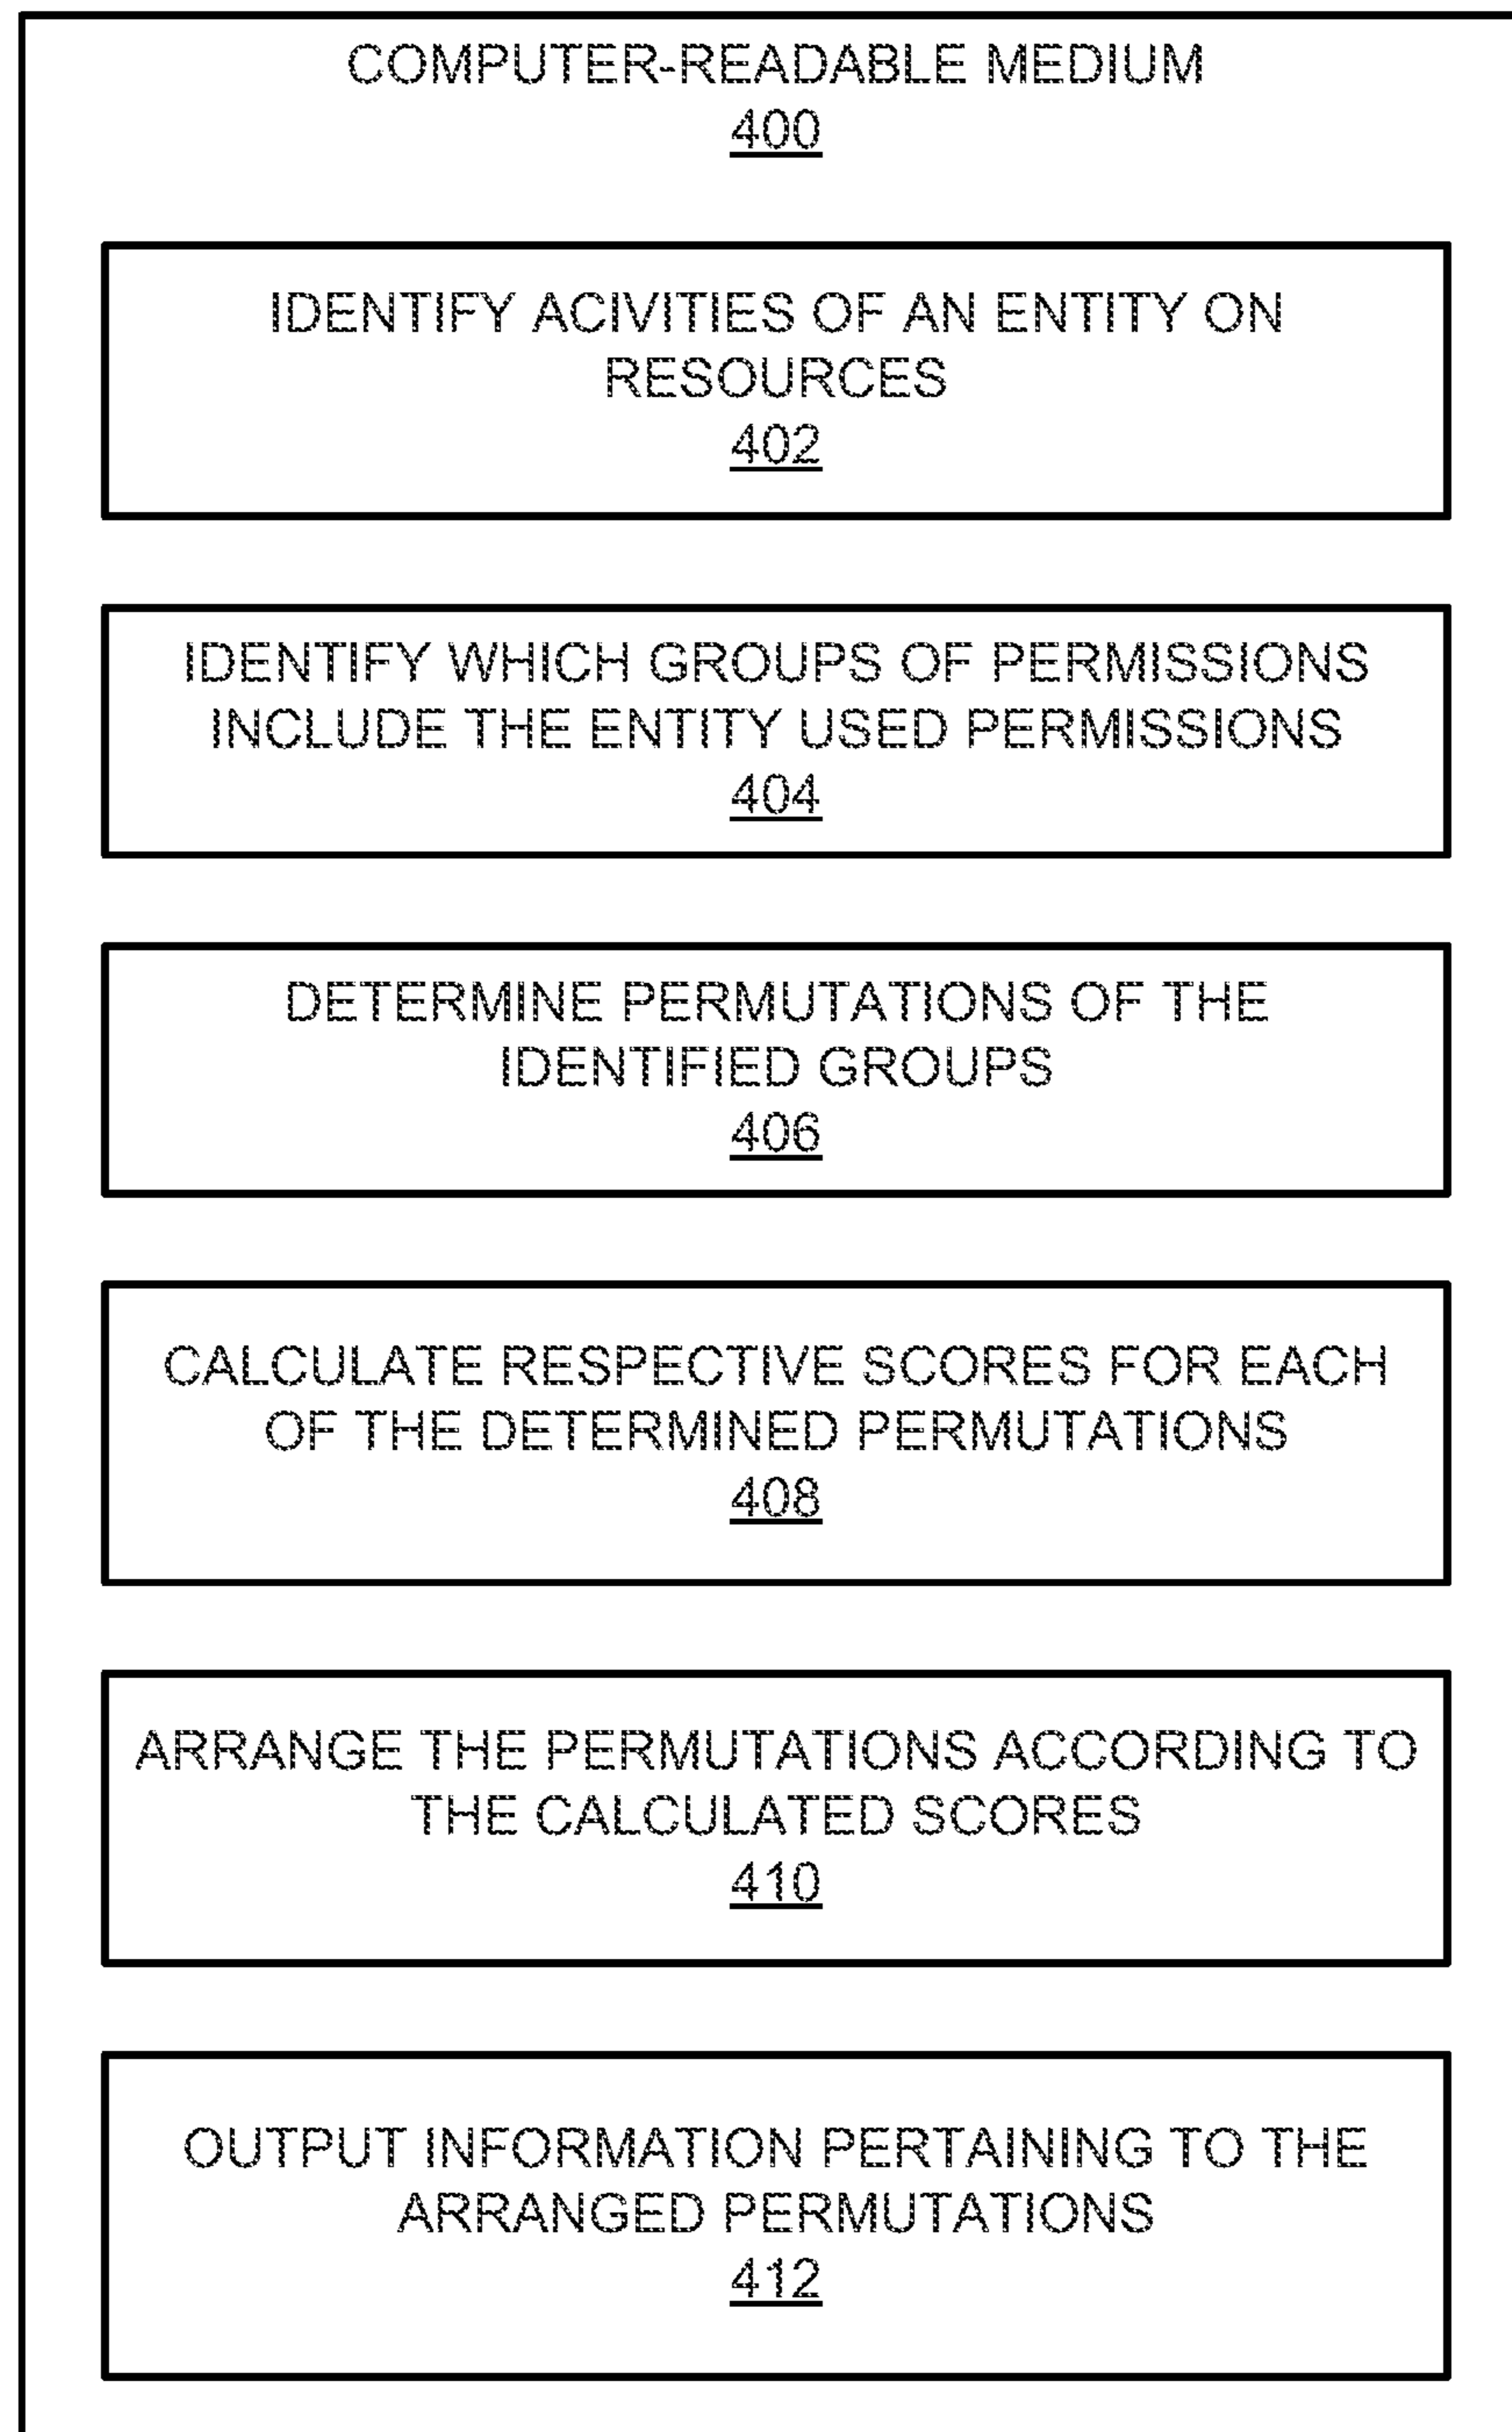 COMPUTER-READABLE MEDIUM
400
IDENTIFY ACIVITIES OF AN ENTITY ON
RESOURCES
402
IDENTIFY WHICH GROUPS OF PERMISSIONS
INCLUDE THE ENTITY USED PERMISSIONS
404
DETERMINE PERMUTATIONS OF THE
IDENTIFIED GROUPS
406
CALCULATE RESPECTIVE SCORES FOR EACH
OF THE DETERMINED PERMUTATIONS
408
ARRANGE THE PERMUTATIONS ACCORDING TO
THE CALCULATED SCORES
410
OUTPUT INFORMATION PERTAINING TO THE
ARRANGED PERMUTATIONS
412